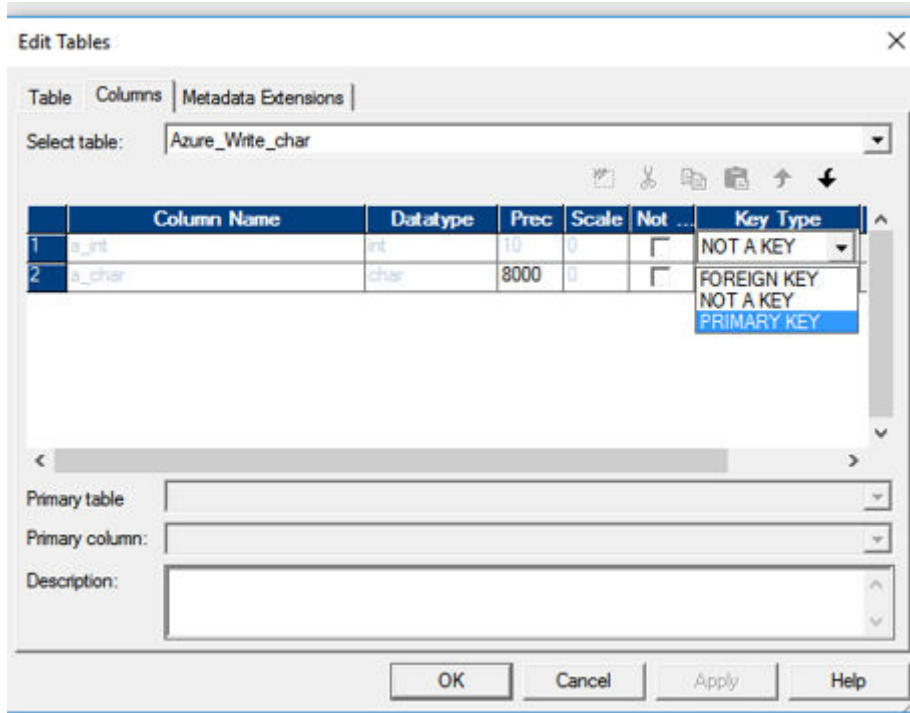 Edit Tables
Table Columns Metadata Extensions
Select table: Azure_Write_char
Column Name Datatype Prec Scale Not ... Key Type
1 a_int int 10 0 NOT A KEY
2 a_char char 8000 0 FOREIGN KEY
NOT A KEY
PRIMARY KEY
Primary table
Primary column:
Description:
OK Cancel Apply Help